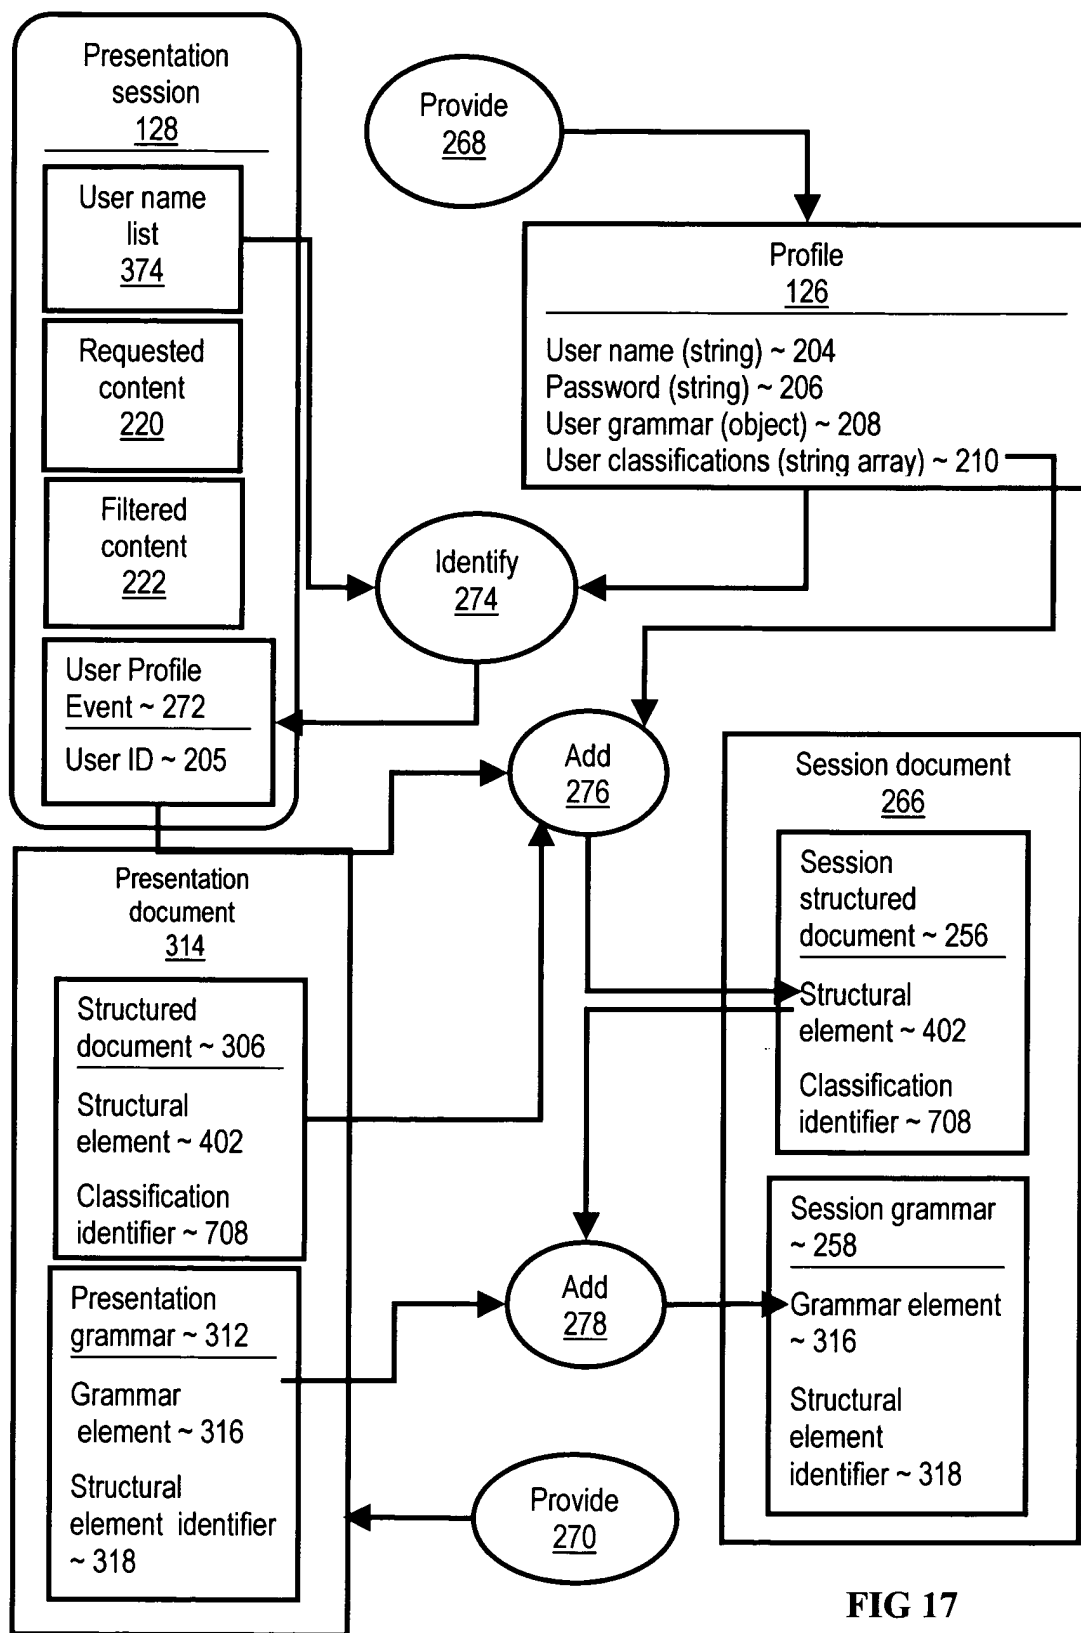 Presentation
session
128
User name
list
374
Requested
content
220
Filtered
content
222
User Profile
Event ~ 272
User ID ~ 205
Provide
268
Profile
126
User name (string) ~ 204
Password (string) ~ 206
User grammar (object) ~ 208
User classifications (string array) ~ 210
Identify
274
Add
276
Presentation
document
314
Structured
document ~ 306
Structural
element ~ 402
Classification
identifier ~ 708
Presentation
grammar ~ 312
Grammar
element ~ 316
Structural
element identifier
~ 318
Session document
266
Session
structured
document ~ 256
Structural
element ~ 402
Classification
identifier ~ 708
Session grammar
~ 258
Grammar element
~ 316
Structural
element
identifier ~ 318
Add
278
Provide
270
FIG 17